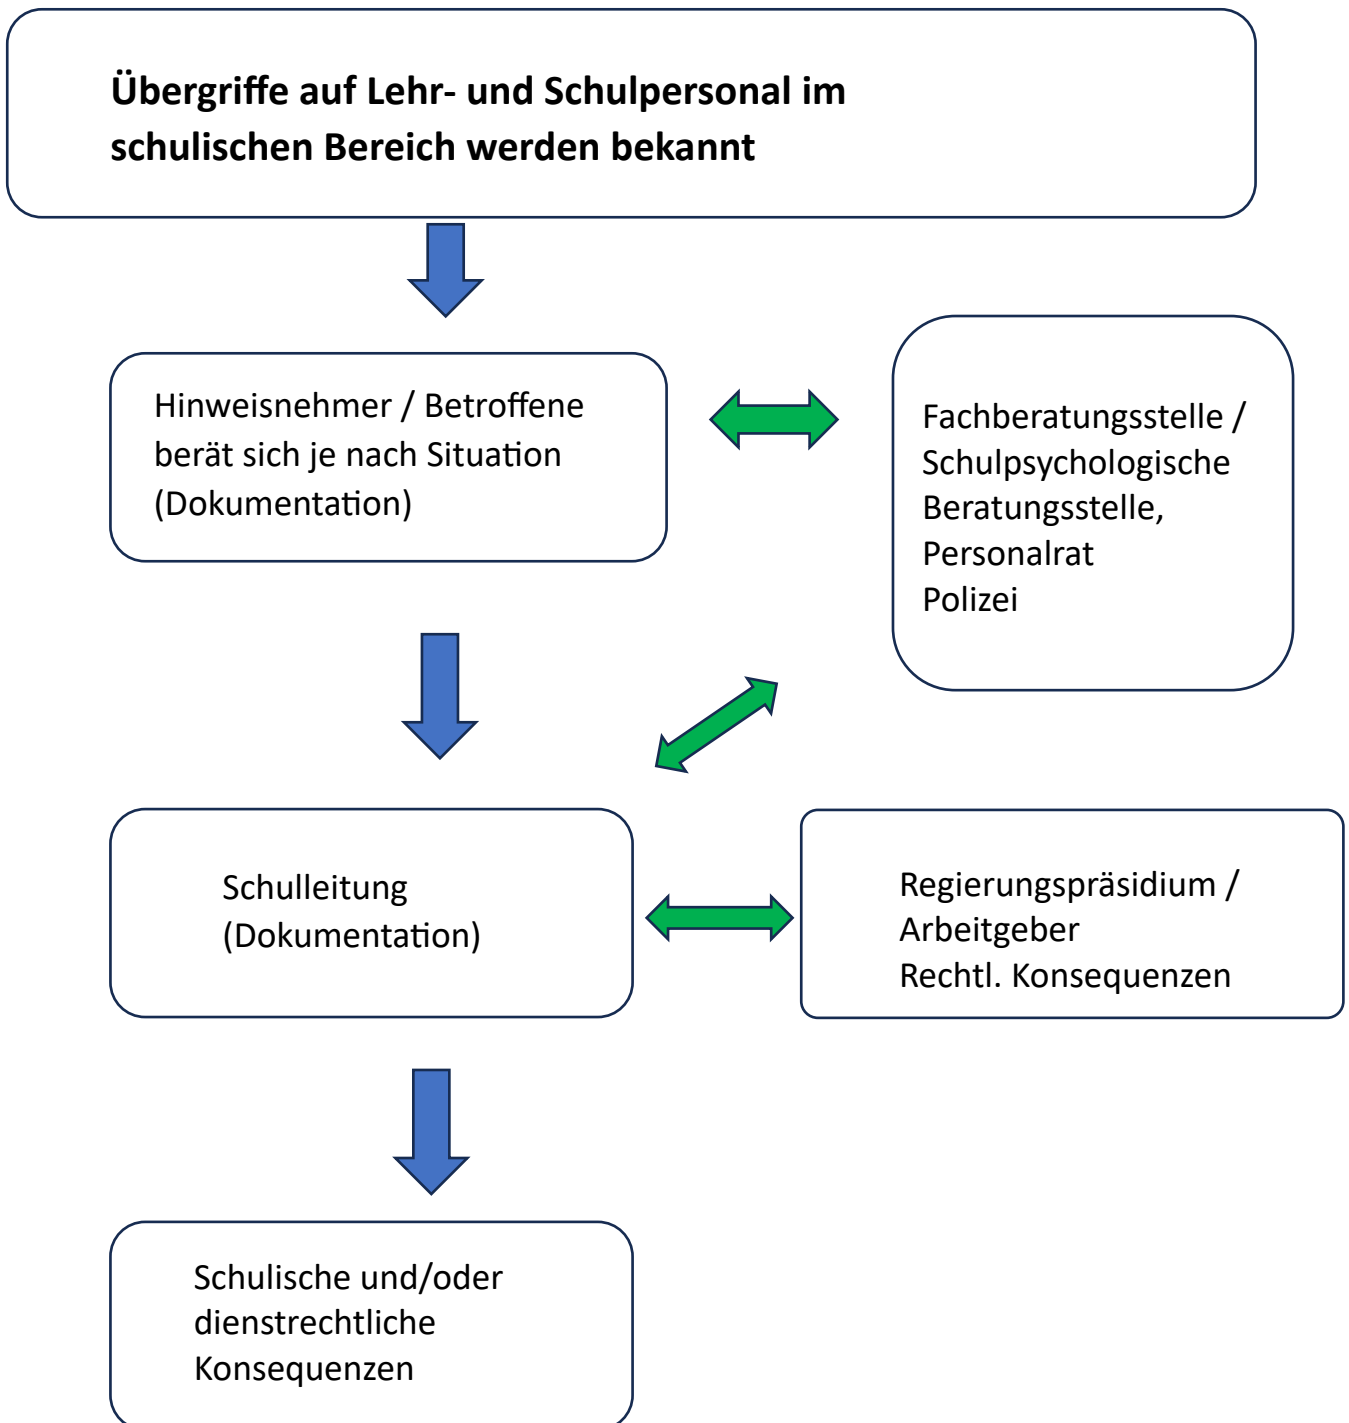 Übergriffe auf Lehr- und Schulpersonal im
schulischen Bereich werden bekannt
Hinweisnehmer / Betroffene
berät sich je nach Situation
(Dokumentation)
Fachberatungsstelle /
Schulpsychologische
Beratungsstelle,
Personalrat
Polizei
Schulleitung
(Dokumentation)
Regierungspräsidium /
Arbeitgeber
Rechtl. Konsequenzen
Schulische und/oder
dienstrechtliche
Konsequenzen